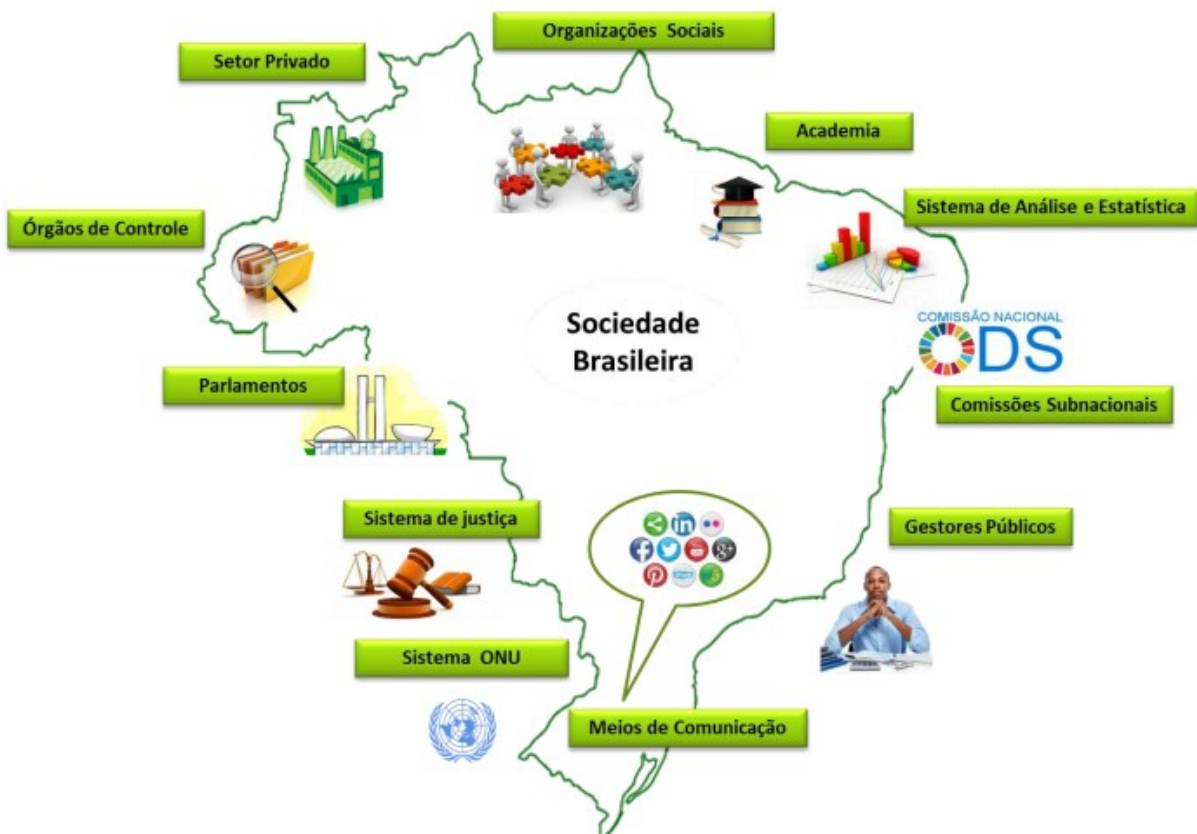 Organizações Sociais
Setor Privado
Academia
Sistema de Análise e Estatística
Órgãos de Controle
Sociedade
Brasileira
COMISSÃO NACIONAL
ODS
Parlamentos
Comissões Subnacionais
Sistema de justiça
Gestores Públicos
Sistema ONU
Meios de Comunicação